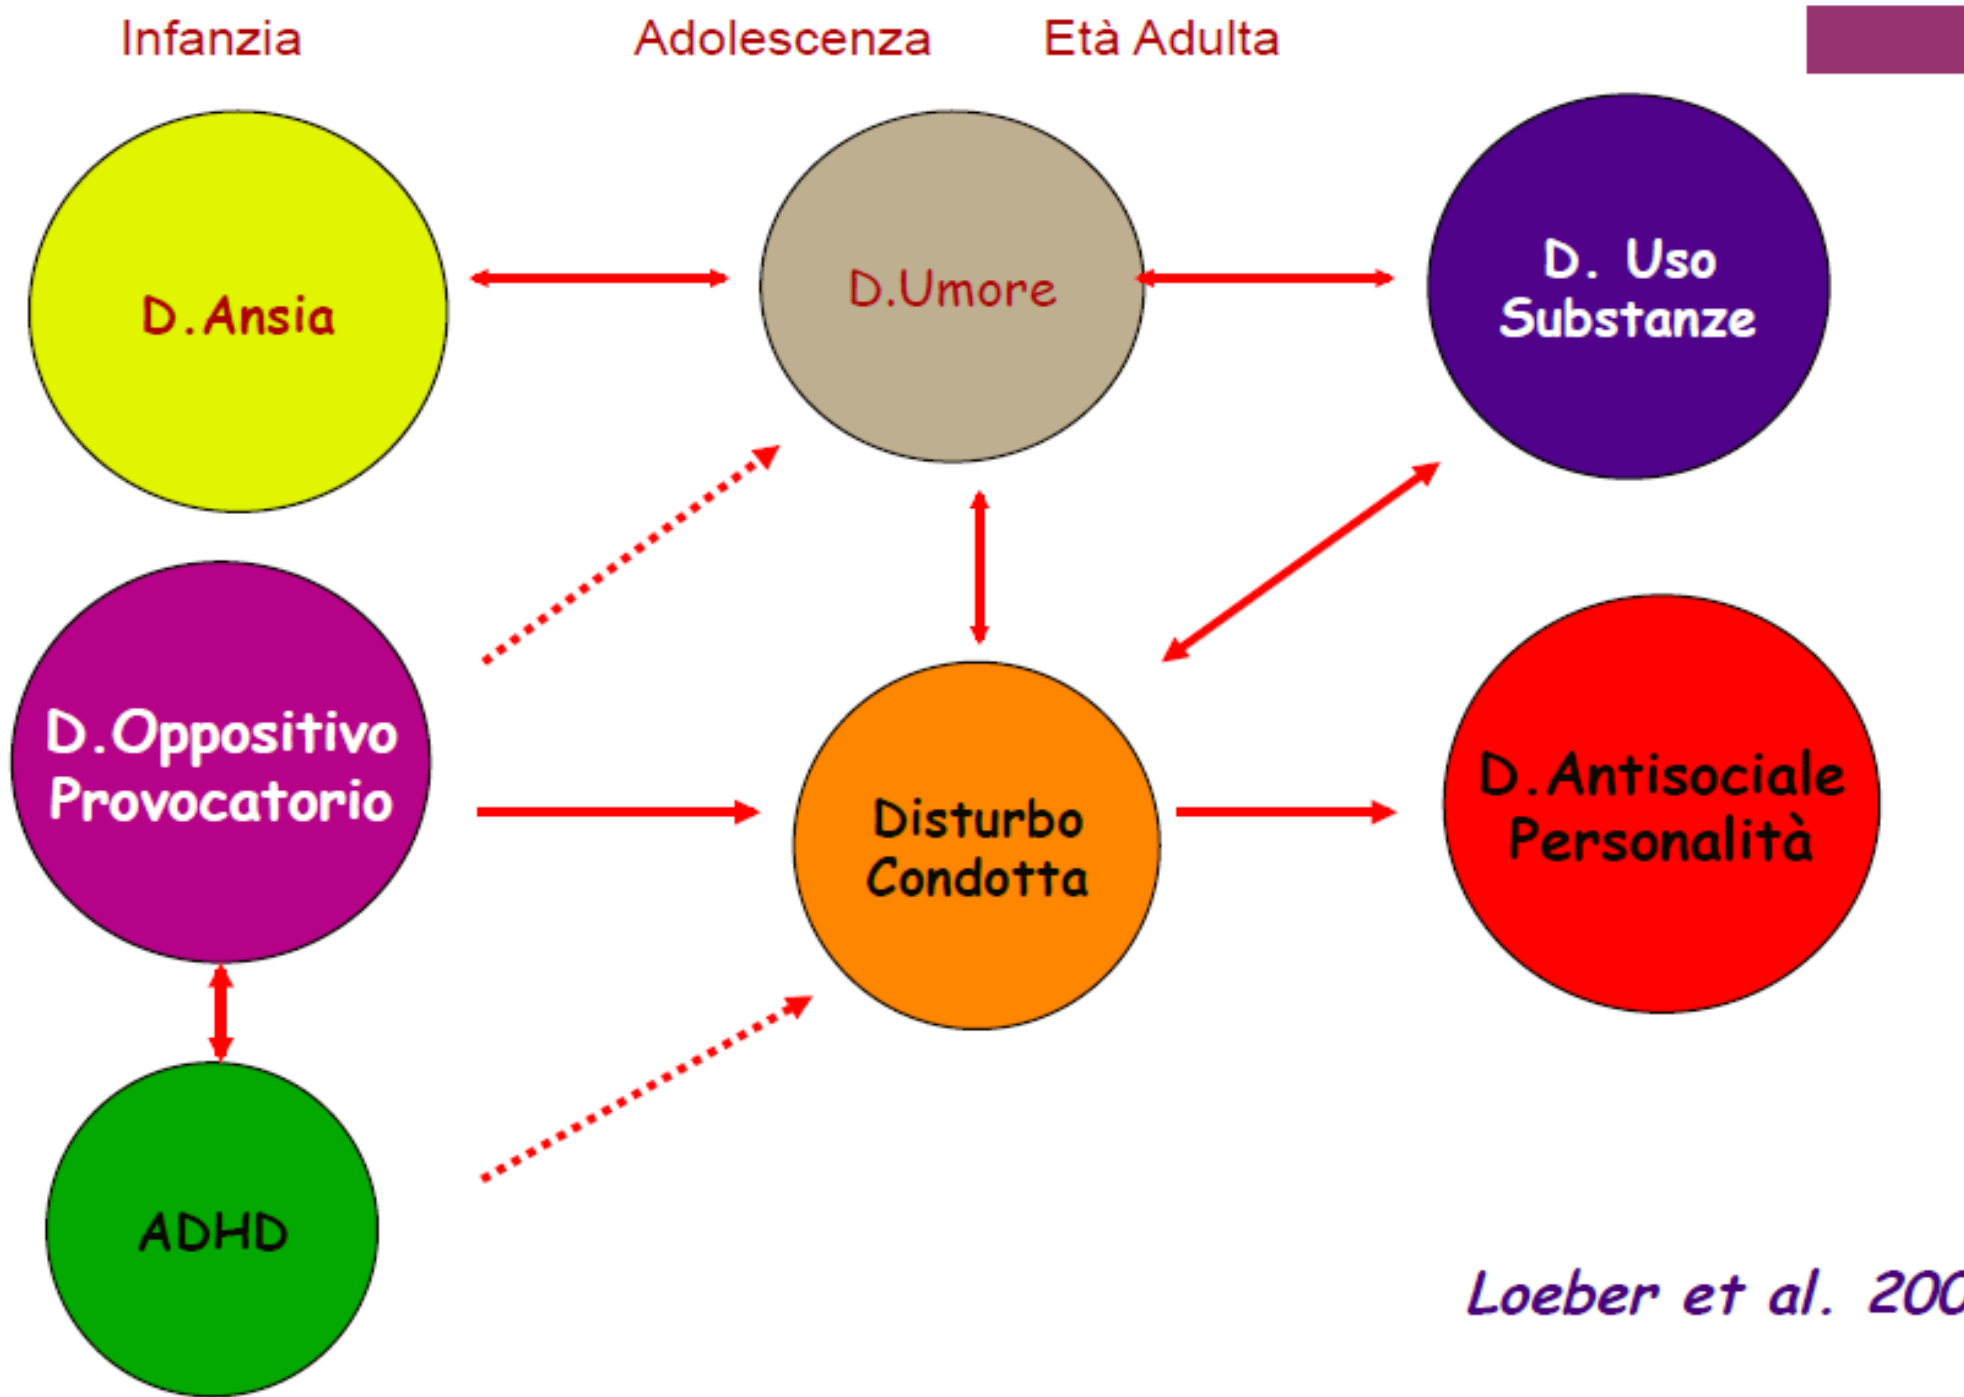 Infanzia Adolescenza Età Adulta
D.Ansia
D.Umore
D. Uso
Substanze
D.Oppositivo
Provocatorio
Disturbo
Condotta
D.Antisociale
Personalità
ADHD
Loeber et al. 200